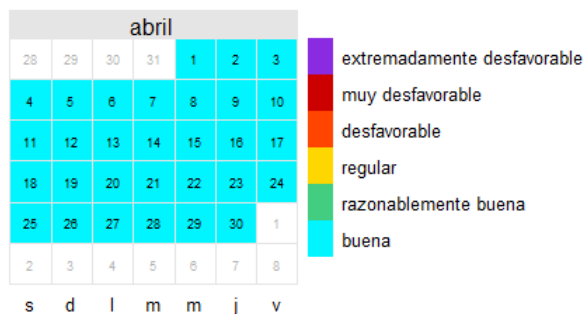 abril
28 29 30 31 1 2 3
4 5 6 7 8 9 10
11 12 13 14 15 16 17
18 19 20 21 22 23 24
25 26 27 28 29 30 1
2 3 4 5 6 7 8
s d l m m j v
extremadamente desfavorable
muy desfavorable
desfavorable
regular
razonablemente buena
buena